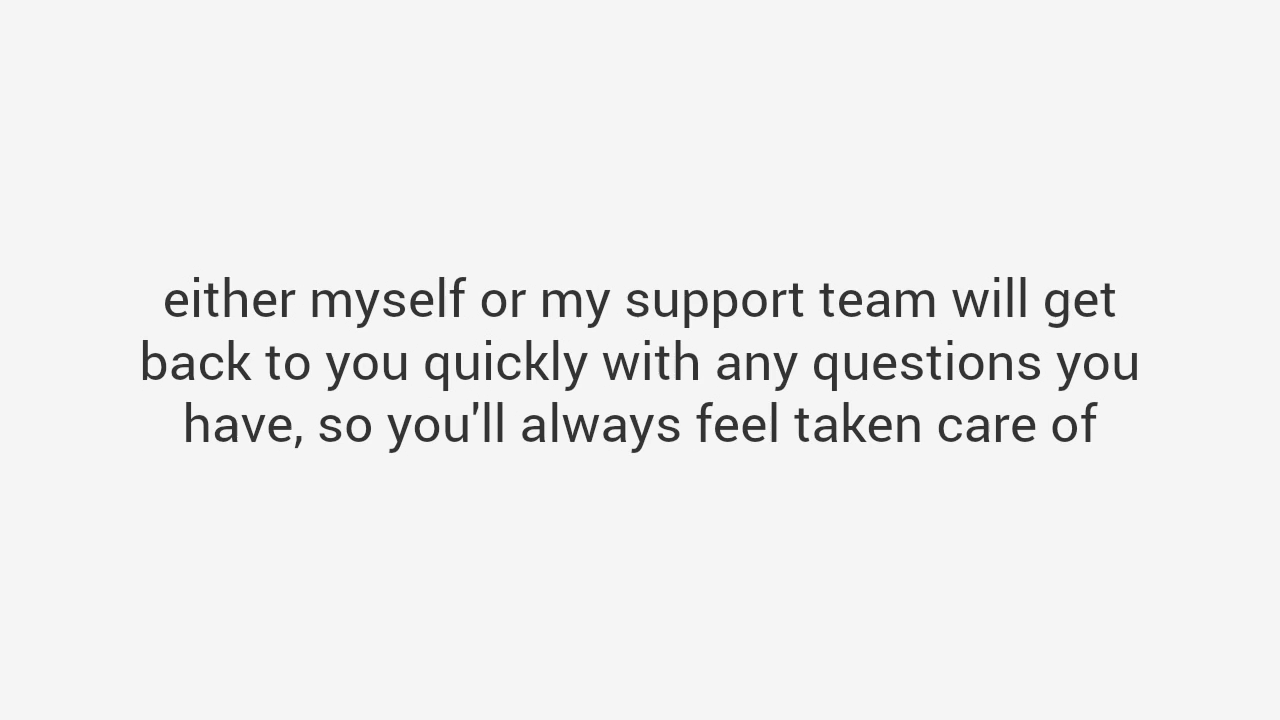 either myself or my support team will get
back to you quickly with any questions you
have, so you'll always feel taken care of